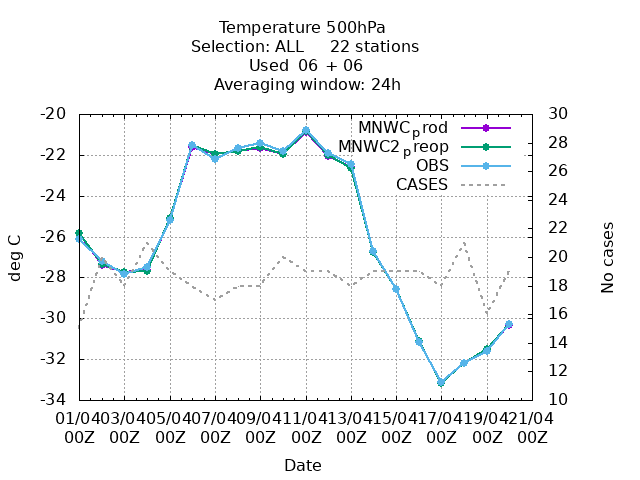 Temperature 500hPa
Selection: ALL     22 stations
Used  06 + 06
Averaging window: 24h
-20
-22
-24
-26
-28
-30
-32
-34
deg C
30
28
26
24
22
20
18
16
14
12
10
No cases
MNWC_prod
MNWC2_preop
OBS
CASES
01/04 03/04 05/04 07/04 09/04 11/04 13/04 15/04 17/04 19/04 21/04
00Z 00Z 00Z 00Z 00Z 00Z 00Z 00Z 00Z 00Z 00Z
Date